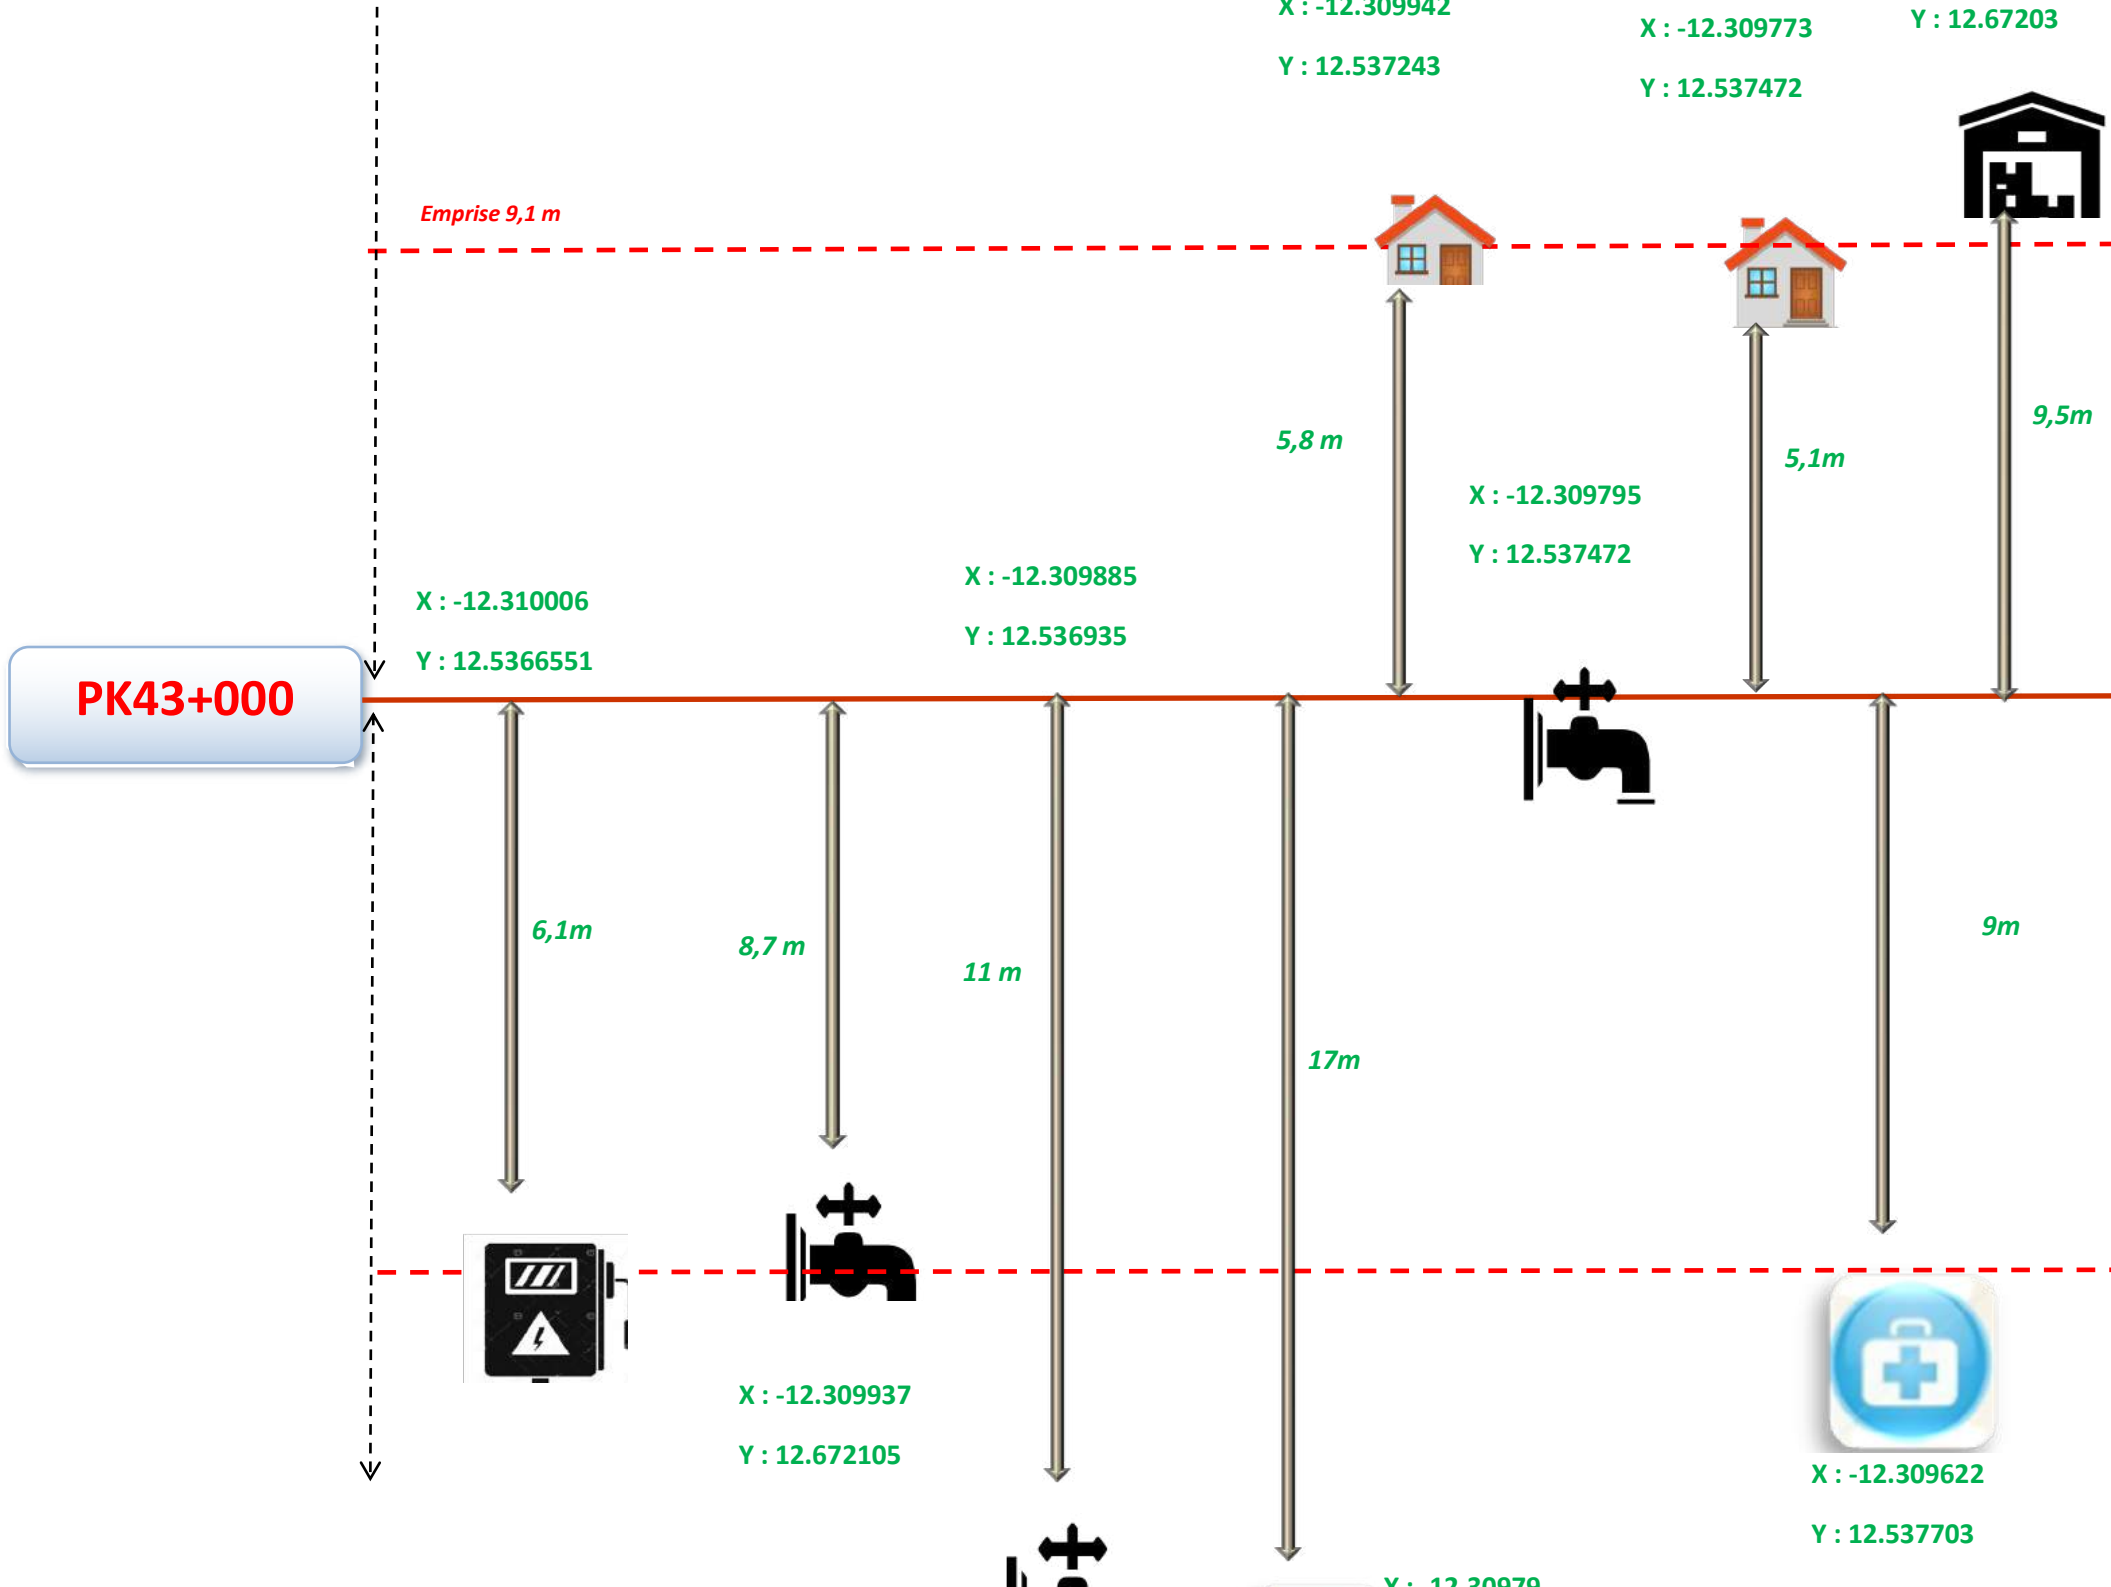 X : -12.309942
Y : 12.537243
X : -12.309773
Y : 12.537472
Y : 12.67203
Emprise 9,1 m
5,8 m
5,1m
9,5m
X : -12.309795
Y : 12.537472
X : -12.309885
Y : 12.536935
X : -12.310006
Y : 12.5366551
PK43+000
6,1m
8,7 m
11 m
17m
9m
X : -12.309937
Y : 12.672105
X : -12.309622
Y : 12.537703
X : -12.30979